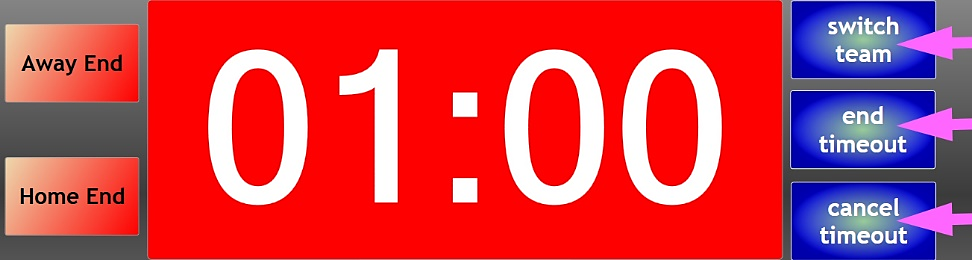 Away End
Home End
01:00
switch
team
end
timeout
cancel
timeout